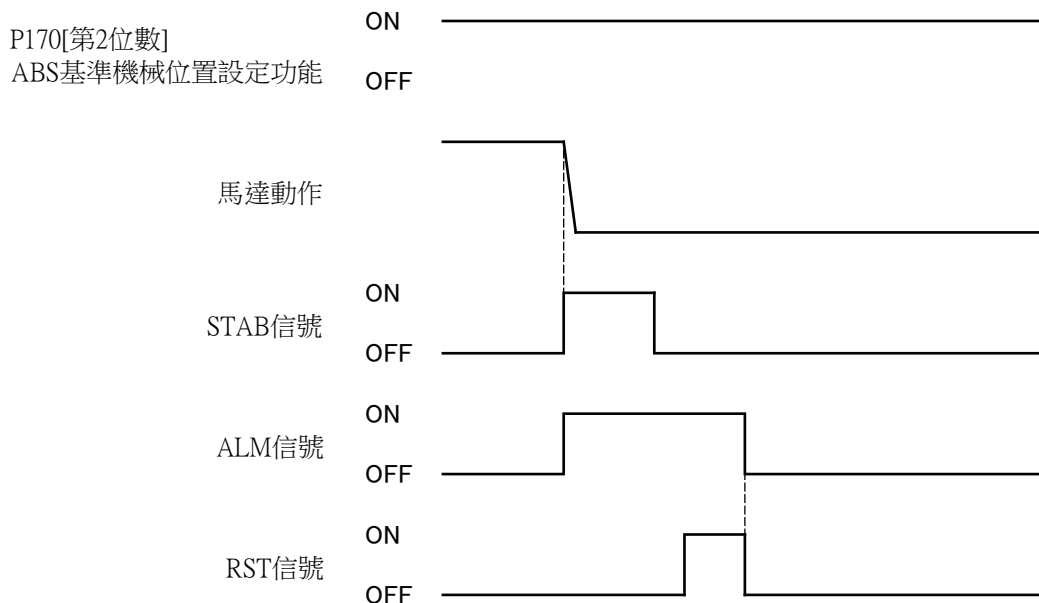 ON
P170[第2位數]
ABS基準機械位置設定功能
OFF
馬達動作
ON
STAB信號
OFF
ON
ALM信號
OFF
ON
RST信號
OFF